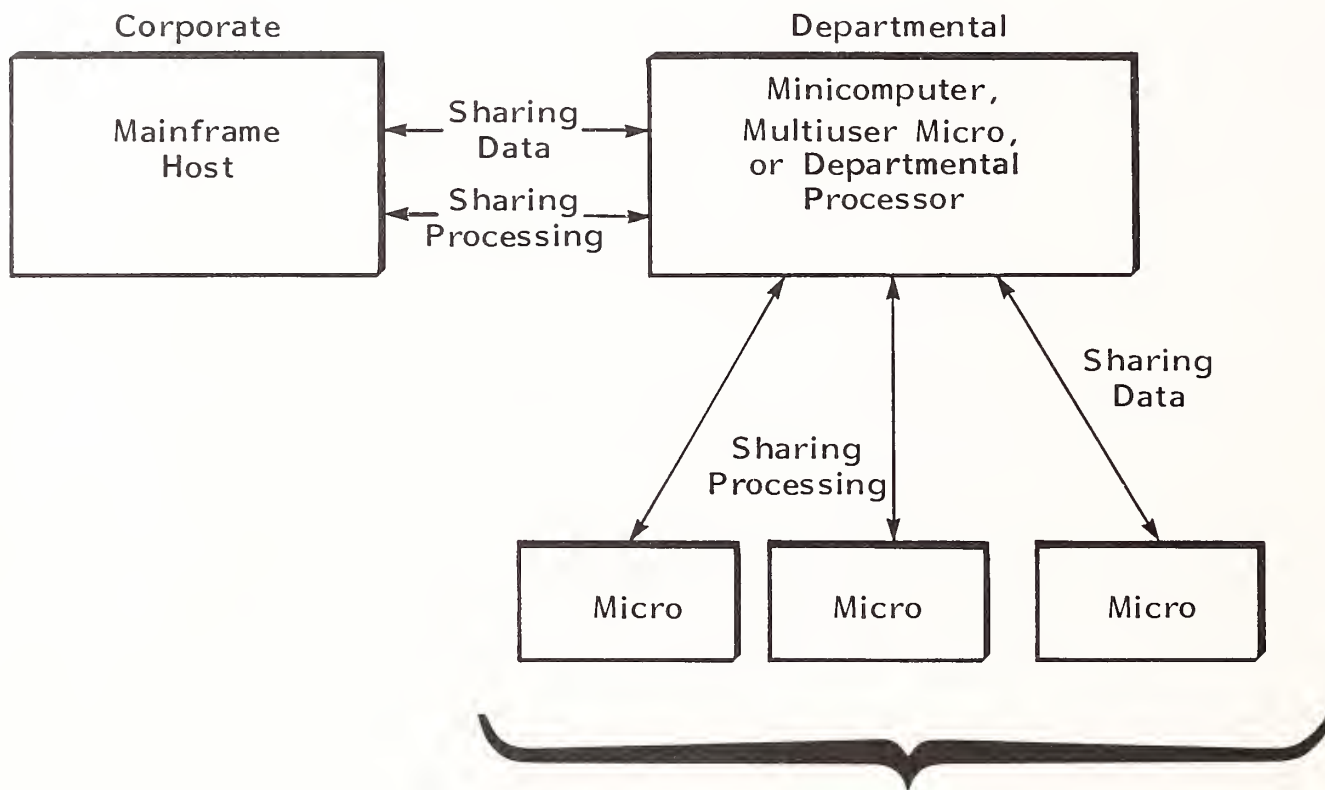 Corporate
Departmental
Mainframe
Host
Sharing
Data
Sharing
Processing
Minicomputer,
Multiuser Micro,
or Departmental
Processor
Sharing
Data
Sharing
Processing
Micro
Micro
Micro